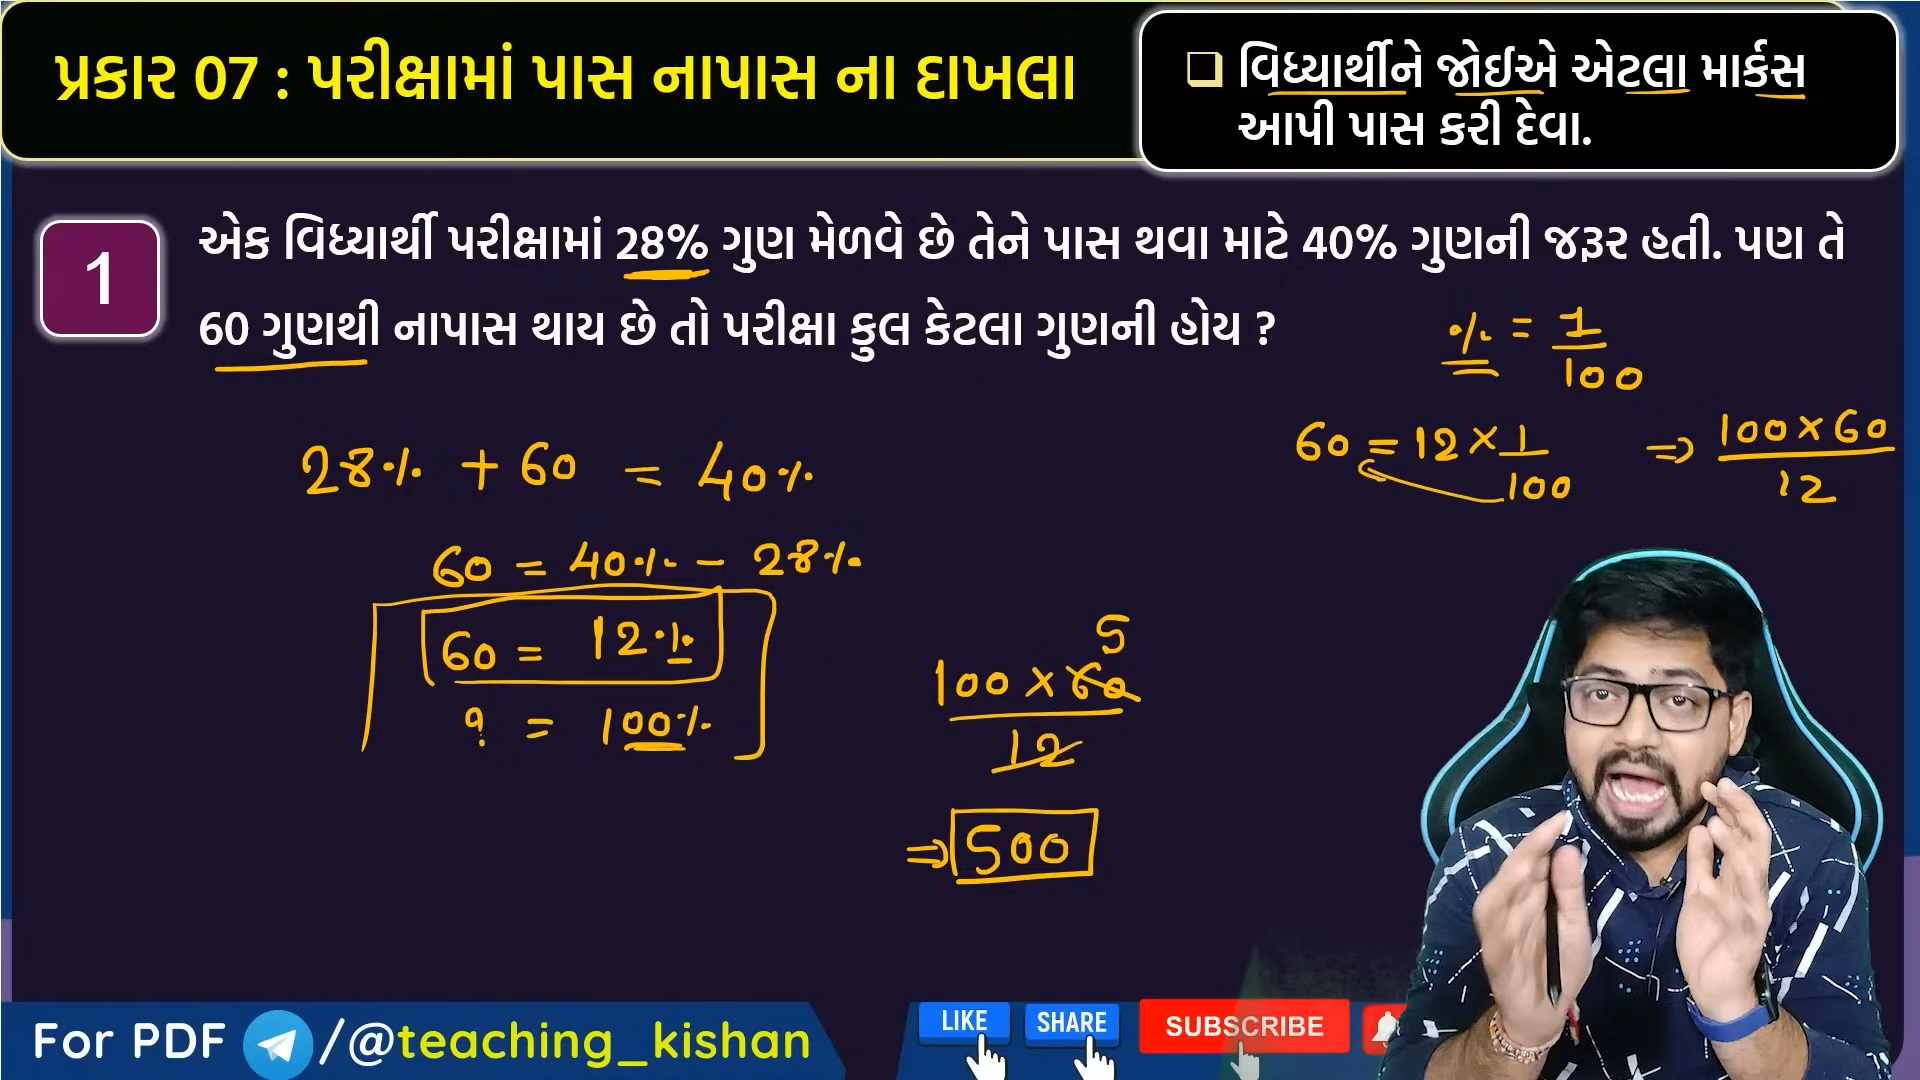 પ્રકાર 07 : પરીક્ષામાં પાસ નાપાસ ના દાખલા
❑ વિધ્યાર્થીને જોઈએ એટલા માર્કસ
આપી પાસ કરી દેવા.
1
એક વિધ્યાર્થી પરીક્ષામાં 28% ગુણ મેળવે છે તેને પાસ થવા માટે 40% ગુણની જરૂર હતી. પણ તે
60 ગુણથી નાપાસ થાય છે તો પરીક્ષા કુલ કેટલા ગુણની હોય ?
% = 1/100
60 = 12 × 1/100 ⇒ 100 × 60/12
28% + 60 = 40%
60 = 40% - 28%
60 = 12%
? = 100%
5
100 × 60
12
⇒ 500
For PDF /@teaching_kishan
LIKE SHARE SUBSCRIBE